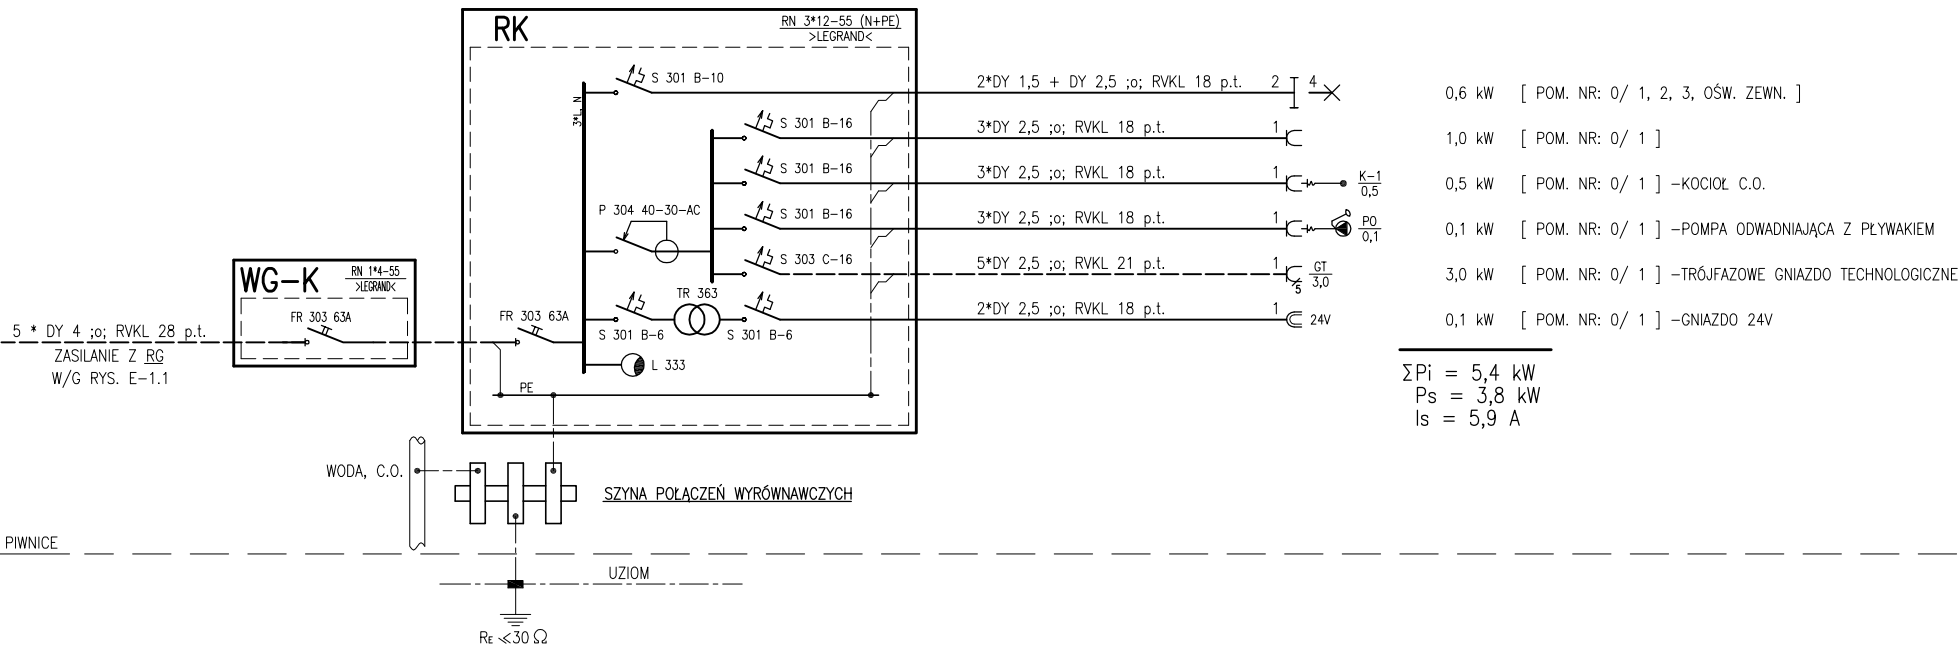 RK
RN 3*12-55 (N+PE)
>LEGRAND<
3*L, N
S 301 B-10
2*DY 1,5 + DY 2,5 ;o; RVKL 18 p.t.
2
4
0,6 kW [ POM. NR: 0/ 1, 2, 3, OŚW. ZEWN. ]
S 301 B-16
3*DY 2,5 ;o; RVKL 18 p.t.
1
1,0 kW [ POM. NR: 0/ 1 ]
S 301 B-16
3*DY 2,5 ;o; RVKL 18 p.t.
1
K-1
0,5
0,5 kW [ POM. NR: 0/ 1 ] -KOCIOŁ C.O.
P 304 40-30-AC
S 301 B-16
3*DY 2,5 ;o; RVKL 18 p.t.
1
PO
0,1
0,1 kW [ POM. NR: 0/ 1 ] -POMPA ODWADNIAJĄCA Z PŁYWAKIEM
S 303 C-16
5*DY 2,5 ;o; RVKL 21 p.t.
1
5
GT
3,0
3,0 kW [ POM. NR: 0/ 1 ] -TRÓJFAZOWE GNIAZDO TECHNOLOGICZNE
TR 363
S 301 B-6
S 301 B-6
2*DY 2,5 ;o; RVKL 18 p.t.
1
24V
0,1 kW [ POM. NR: 0/ 1 ] -GNIAZDO 24V
WG-K
RN 1*4-55
>LEGRAND<
FR 303 63A
FR 303 63A
5 * DY 4 ;o; RVKL 28 p.t.
ZASILANIE Z RG
W/G RYS. E-1.1
L 333
PE
ΣPi = 5,4 kW
Ps = 3,8 kW
Is = 5,9 A
WODA, C.O.
SZYNA POŁĄCZEŃ WYRÓWNAWCZYCH
PIWNICE
UZIOM
RE ≪30 Ω